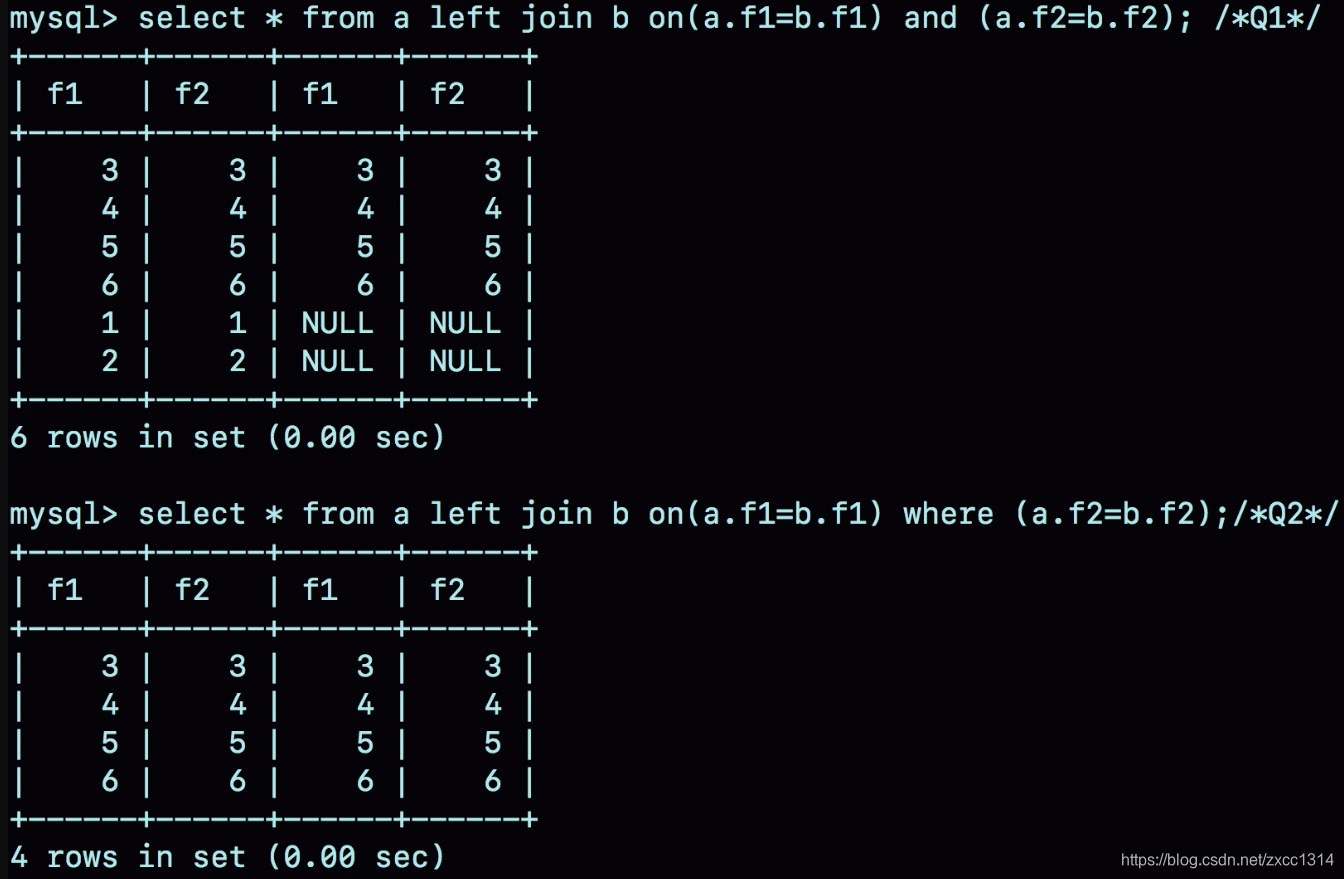 mysql> select * from a left join b on(a.f1=b.f1) and (a.f2=b.f2); /*Q1*/
+------+------+------+------+
| f1   | f2   | f1   | f2   |
+------+------+------+------+
|    3 |    3 |    3 |    3 |
|    4 |    4 |    4 |    4 |
|    5 |    5 |    5 |    5 |
|    6 |    6 |    6 |    6 |
|    1 |    1 | NULL | NULL |
|    2 |    2 | NULL | NULL |
+------+------+------+------+
6 rows in set (0.00 sec)
mysql> select * from a left join b on(a.f1=b.f1) where (a.f2=b.f2);/*Q2*/
+------+------+------+------+
| f1   | f2   | f1   | f2   |
+------+------+------+------+
|    3 |    3 |    3 |    3 |
|    4 |    4 |    4 |    4 |
|    5 |    5 |    5 |    5 |
|    6 |    6 |    6 |    6 |
+------+------+------+------+
4 rows in set (0.00 sec)
https://blog.csdn.net/zxcc1314